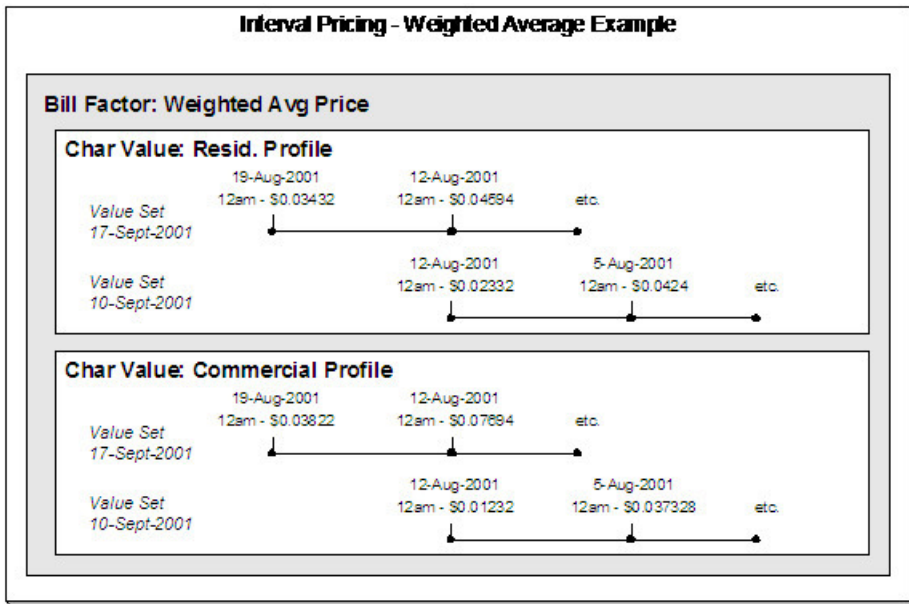 Interval Pricing - Weighted Average Example
Bill Factor: Weighted Avg Price
Char Value: Resid. Profile
19-Aug-2001 12-Aug-2001
12am - $0.03432 12am - $0.04594 etc.
Value Set
17-Sept-2001
12-Aug-2001 5-Aug-2001
12am - $0.02332 12am - $0.0424 etc.
Value Set
10-Sept-2001
Char Value: Commercial Profile
19-Aug-2001 12-Aug-2001
12am - $0.03822 12am - $0.07694 etc.
Value Set
17-Sept-2001
12-Aug-2001 5-Aug-2001
12am - $0.01232 12am - $0.037328 etc.
Value Set
10-Sept-2001